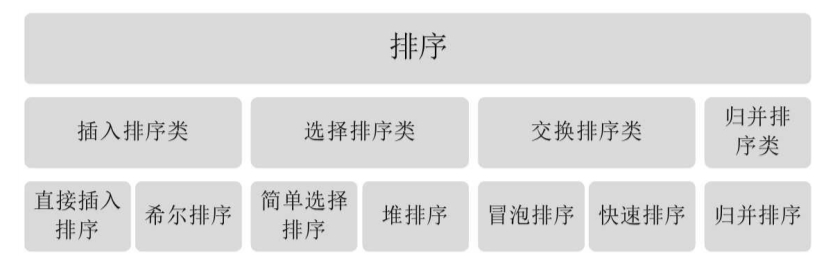 排序
插入排序类
选择排序类
交换排序类
归并排
序类
直接插入
排序
希尔排序
简单选择
排序
堆排序
冒泡排序
快速排序
归并排序